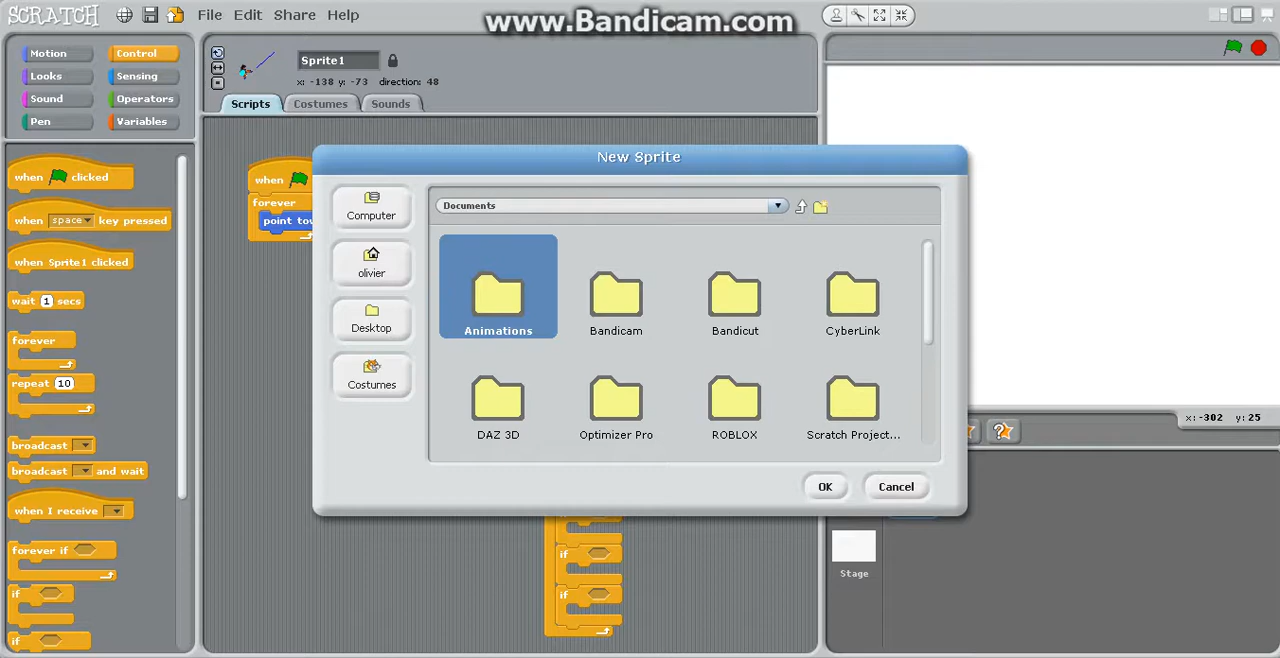 SCRATCH File Edit Share Help
www.Bandicam.com
Motion Control
Looks Sensing
Sound Operators
Pen Variables
Sprite1
x: -138 y: -73 direction: 48
Scripts Costumes Sounds
when clicked
when space key pressed
when Sprite1 clicked
wait 1 secs
forever
repeat 10
broadcast
broadcast and wait
when I receive
forever if
if
if
when
forever
point tow
if
if
New Sprite
Computer
olivier
Desktop
Costumes
Documents
Animations Bandicam Bandicut CyberLink
DAZ 3D Optimizer Pro ROBLOX Scratch Project...
OK Cancel
x: -302 y: 25
Stage